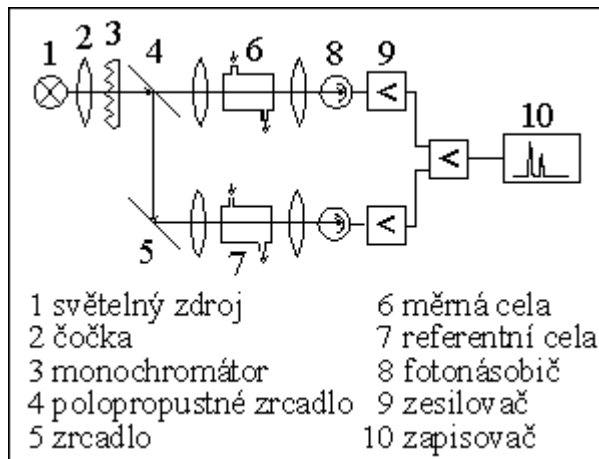 1 2 3 4 6 8 9
10
5 7
1 světelný zdroj
2 čočka
3 monochromátor
4 polopropustné zrcadlo
5 zrcadlo
6 měrná cela
7 referentní cela
8 fotonásobič
9 zesilovač
10 zapisovač